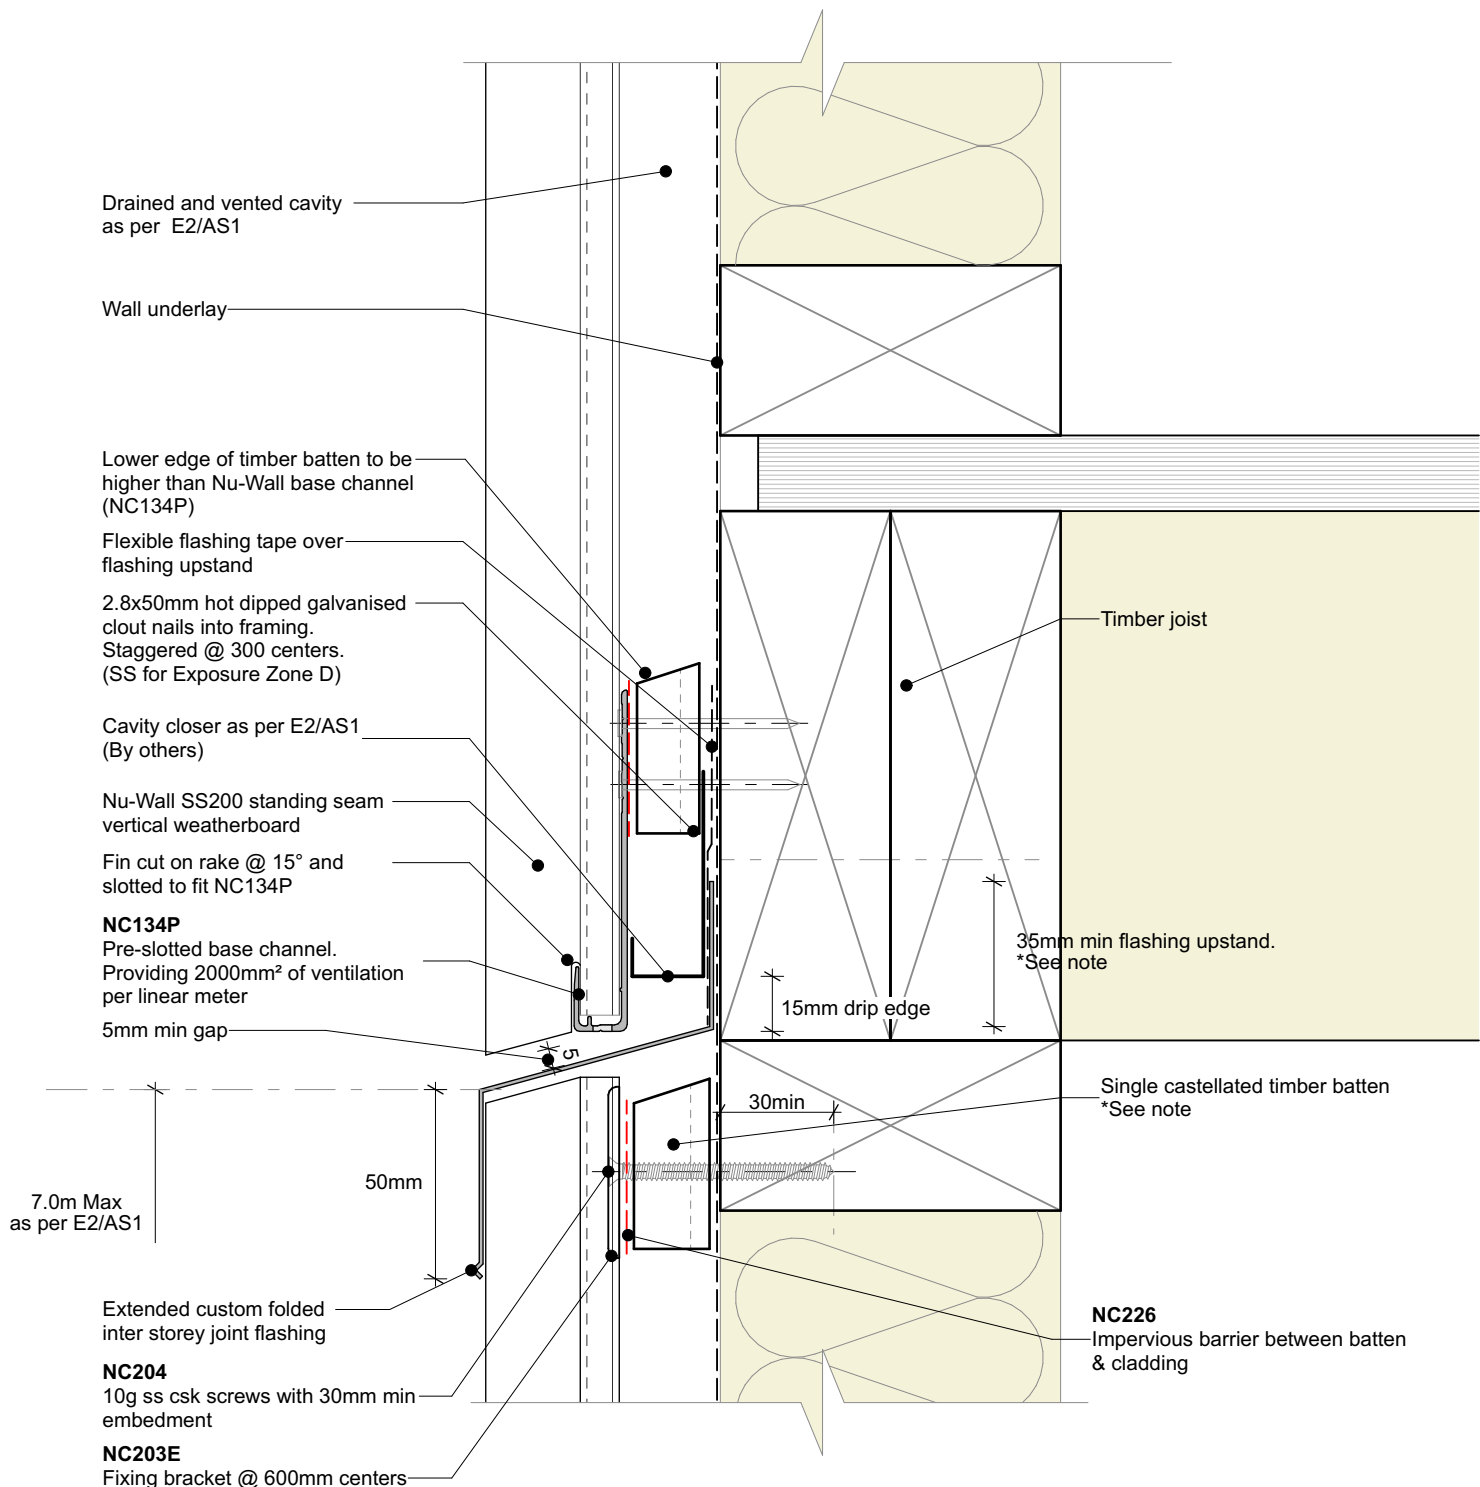 Drained and vented cavity
as per E2/AS1
Wall underlay
Lower edge of timber batten to be
higher than Nu-Wall base channel
(NC134P)
Flexible flashing tape over
flashing upstand
2.8x50mm hot dipped galvanised
clout nails into framing.
Staggered @ 300 centers.
(SS for Exposure Zone D)
Cavity closer as per E2/AS1
(By others)
Nu-Wall SS200 standing seam
vertical weatherboard
Fin cut on rake @ 15° and
slotted to fit NC134P
NC134P
Pre-slotted base channel.
Providing 2000mm² of ventilation
per linear meter
5mm min gap
5
50mm
7.0m Max
as per E2/AS1
Extended custom folded
inter storey joint flashing
NC204
10g ss csk screws with 30mm min
embedment
NC203E
Fixing bracket @ 600mm centers
Timber joist
35mm min flashing upstand.
*See note
15mm drip edge
30min
Single castellated timber batten
*See note
NC226
Impervious barrier between batten
& cladding